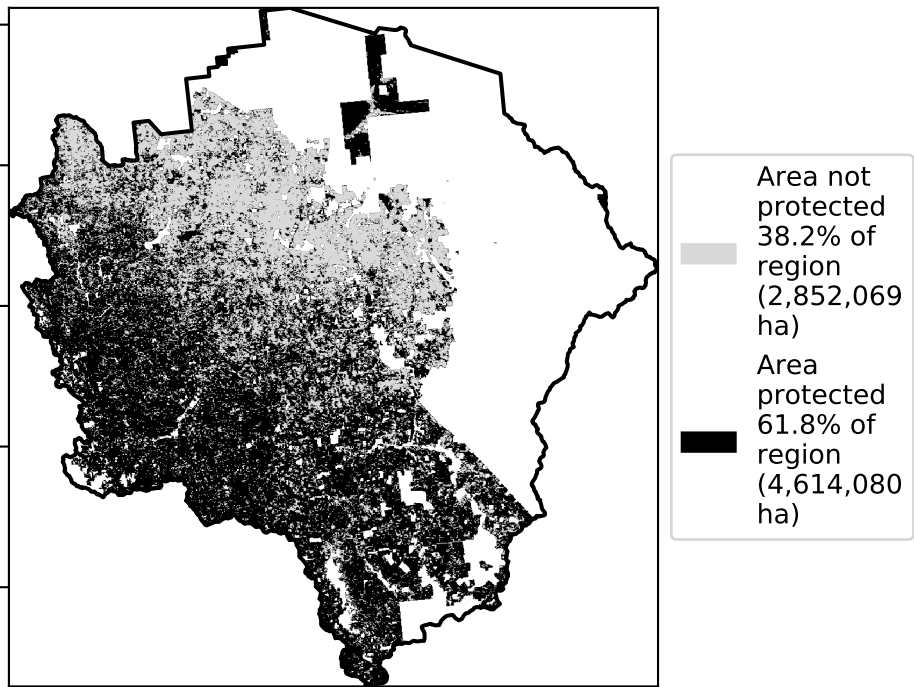 Area not
protected
38.2% of
region
(2,852,069
ha)
Area
protected
61.8% of
region
(4,614,080
ha)